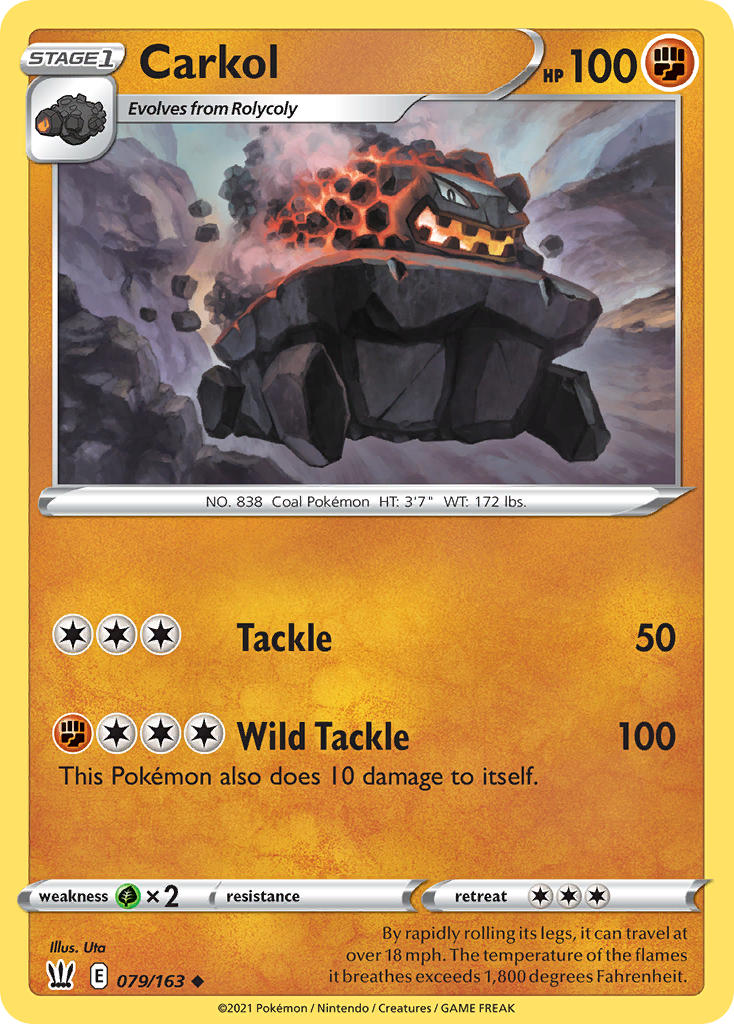 STAGE 1
Carkol
HP 100
Evolves from Rolycoly
NO. 838 Coal Pokémon HT: 3'7" WT: 172 lbs.
Tackle 50
Wild Tackle 100
This Pokémon also does 10 damage to itself.
weakness ×2 resistance retreat
Illus. Uta
By rapidly rolling its legs, it can travel at
over 18 mph. The temperature of the flames
it breathes exceeds 1,800 degrees Fahrenheit.
E 079/163
©2021 Pokémon / Nintendo / Creatures / GAME FREAK